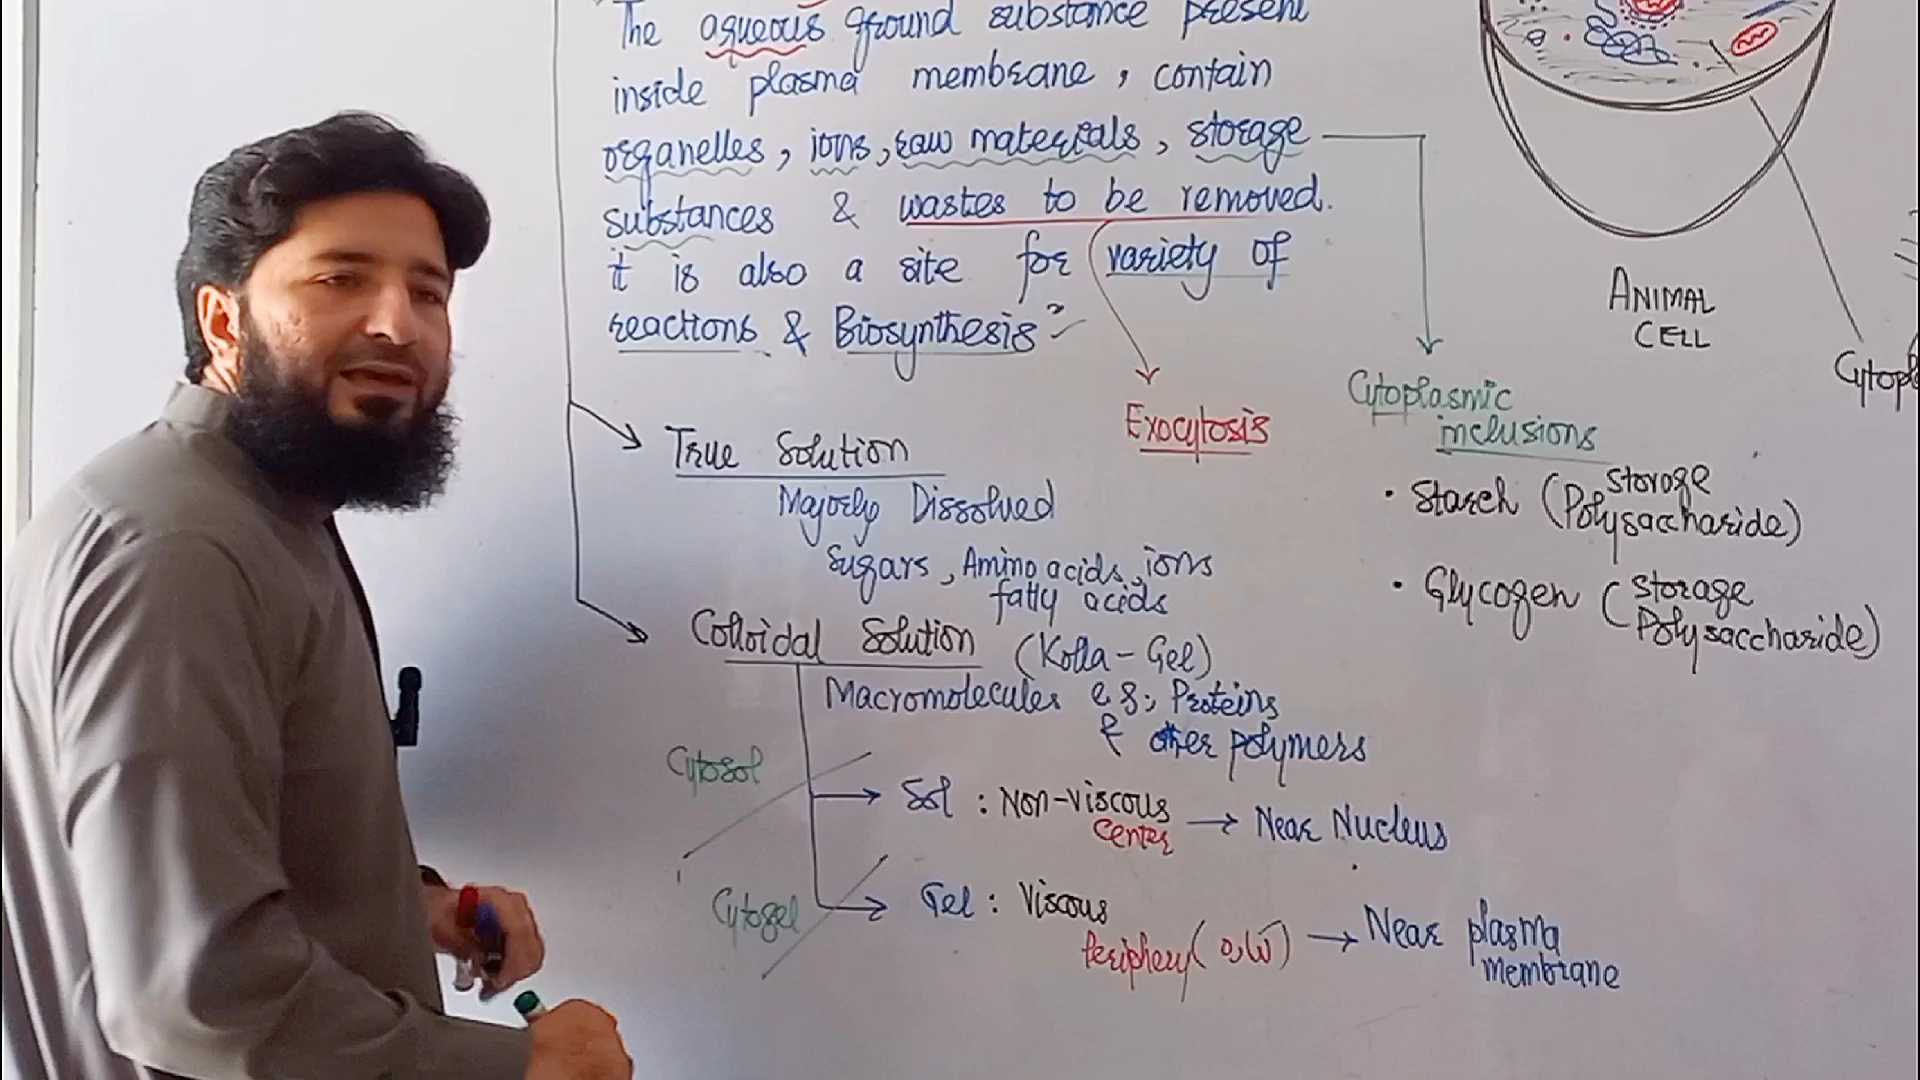 The aqueous ground substance present
inside plasma membrane, contain
organelles, ions, raw materials, storage
substances & wastes to be removed.
it is also a site for variety of
reactions & Biosynthesis"
Exocytosis
Cytoplasmic
inclusions
• Starch (storage
Polysaccharide)
• Glycogen (storage
Polysaccharide)
ANIMAL
CELL
True Solution
Majorly Dissolved
Sugars, Amino acids, ions
fatty acids
Colloidal Solution (Kolla-Gel)
Macromolecules e.g; Proteins
& other polymers
Cytosol
Sol : Non-viscous
center → Near Nucleus
Cytogel
Gel : Viscous
Periphery → Near plasma
membrane